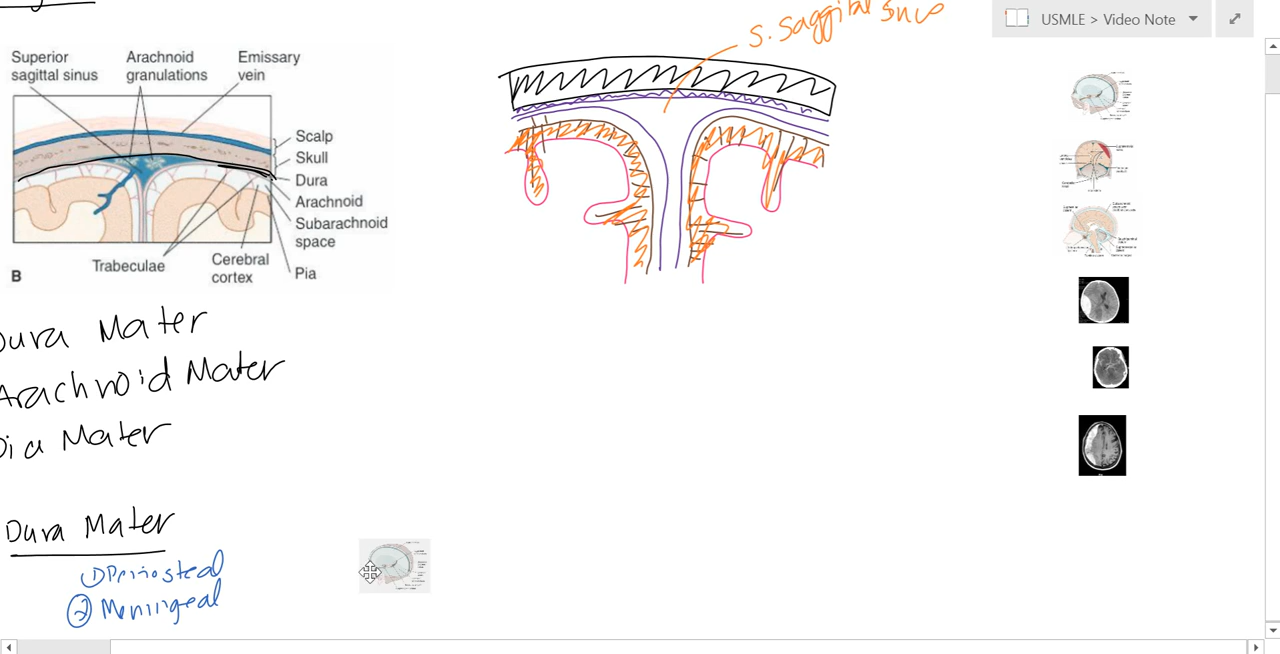 s. saggital sinus
USMLE > Video Note
Superior
sagittal sinus
Arachnoid
granulations
Emissary
vein
Scalp
Skull
Dura
Arachnoid
Subarachnoid
space
Pia
Trabeculae
Cerebral
cortex
B
Dura Mater
Arachnoid Mater
Pia Mater
Dura Mater
① Periosteal
② Meningeal